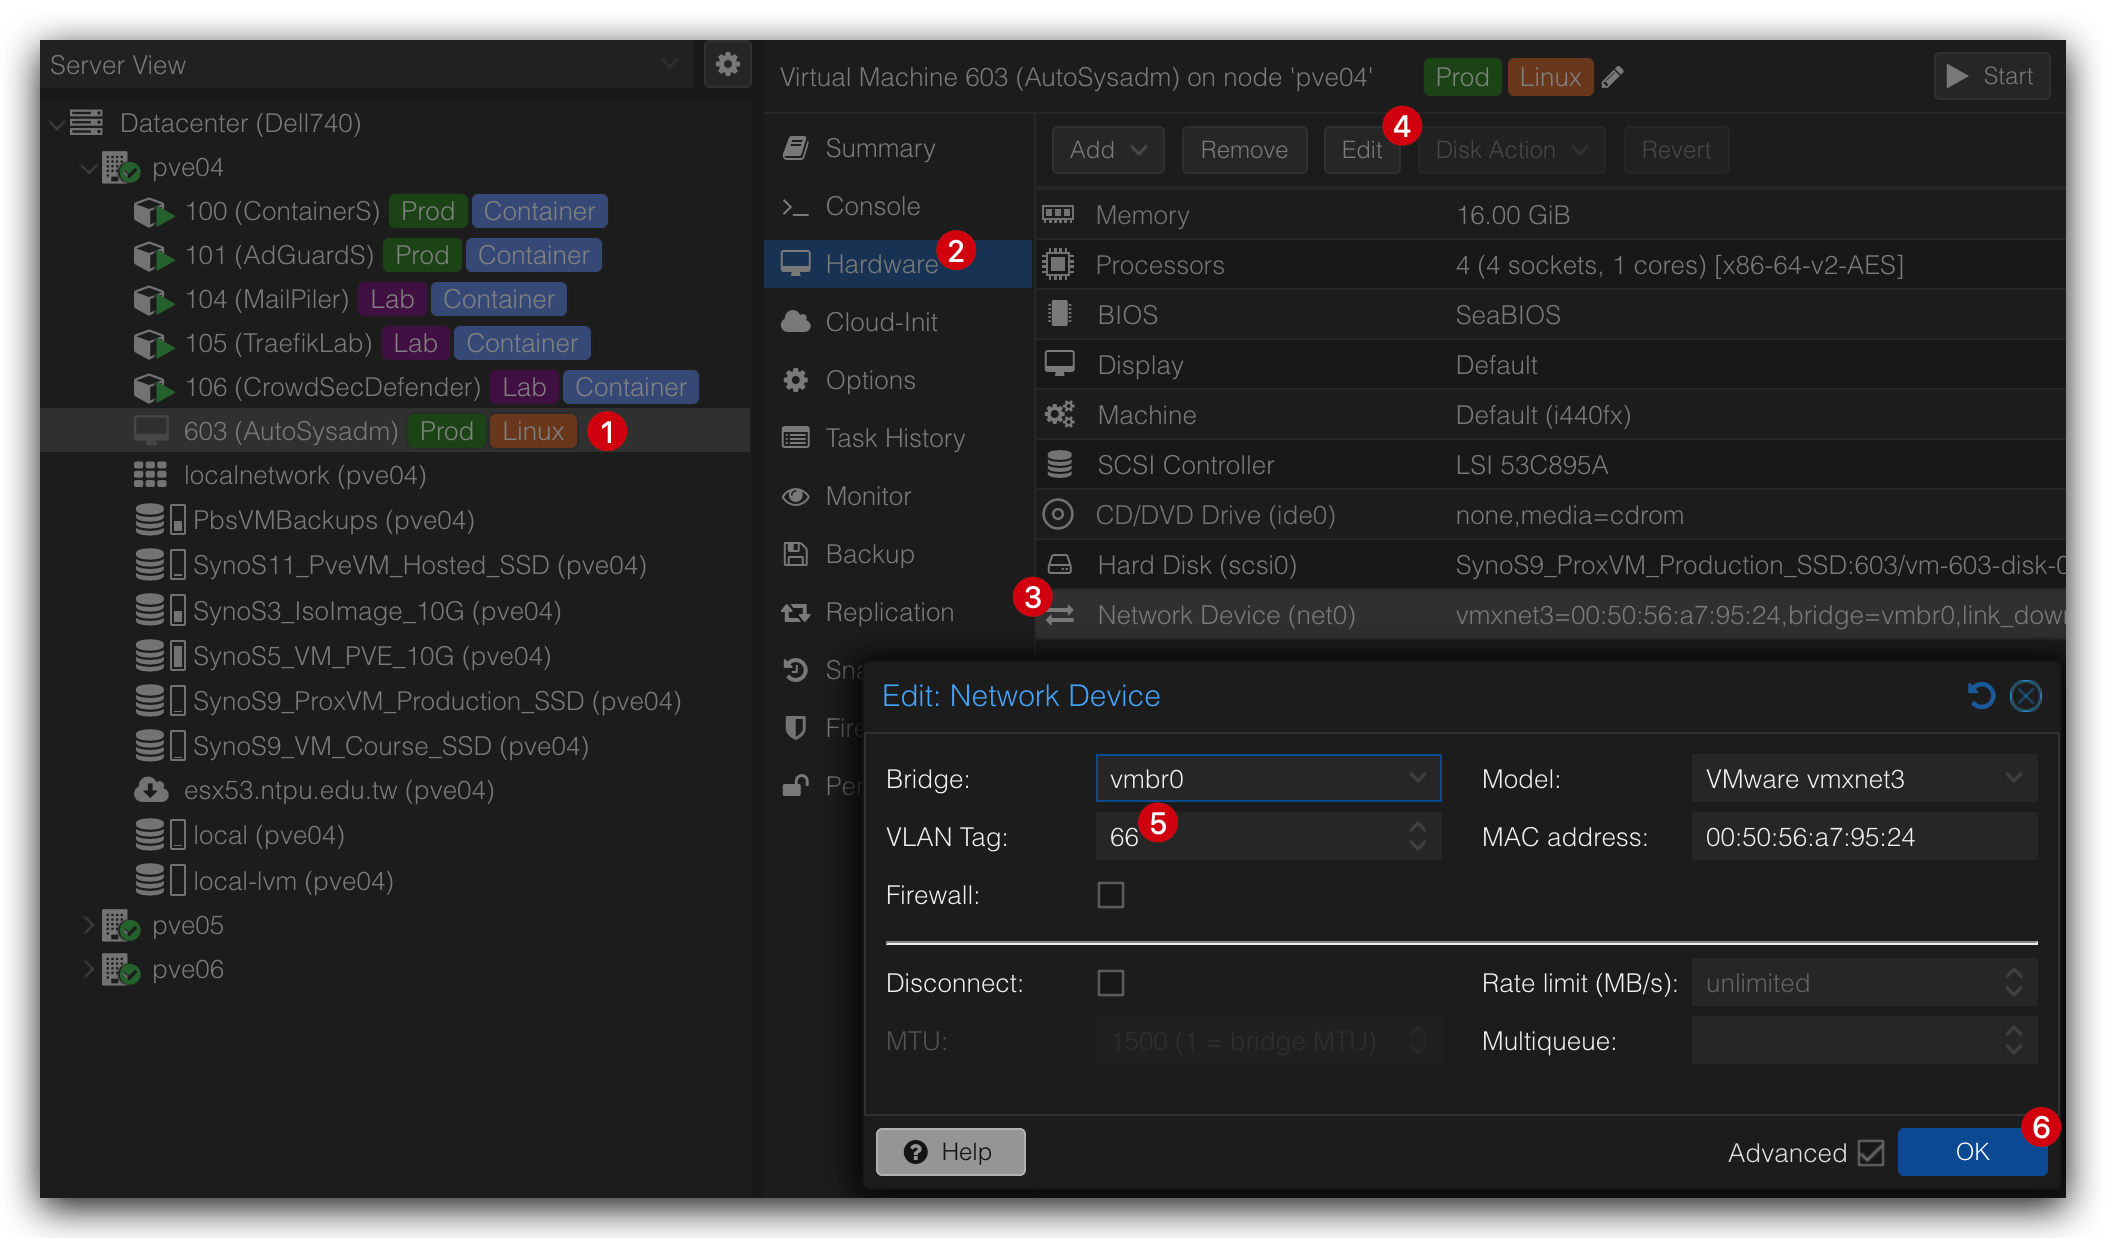 Server View
Datacenter (Dell740)
pve04
100 (ContainerS) Prod Container
101 (AdGuardS) Prod Container
104 (MailPiler) Lab Container
105 (TraefikLab) Lab Container
106 (CrowdSecDefender) Lab Container
603 (AutoSysadm) Prod Linux 1
localnetwork (pve04)
PbsVMBackups (pve04)
SynoS11_PveVM_Hosted_SSD (pve04)
SynoS3_IsoImage_10G (pve04)
SynoS5_VM_PVE_10G (pve04)
SynoS9_ProxVM_Production_SSD (pve04)
SynoS9_VM_Course_SSD (pve04)
esx53.ntpu.edu.tw (pve04)
local (pve04)
local-lvm (pve04)
pve05
pve06
Virtual Machine 603 (AutoSysadm) on node 'pve04' Prod Linux Start
Summary
Console
Hardware 2
Cloud-Init
Options
Task History
Monitor
Backup
Replication
Sna
Fire
Per
Add Remove Edit 4 Disk Action Revert
Memory 16.00 GiB
Processors 4 (4 sockets, 1 cores) [x86-64-v2-AES]
BIOS SeaBIOS
Display Default
Machine Default (i440fx)
SCSI Controller LSI 53C895A
CD/DVD Drive (ide0) none,media=cdrom
Hard Disk (scsi0) SynoS9_ProxVM_Production_SSD:603/vm-603-disk-0
3 Network Device (net0) vmxnet3=00:50:56:a7:95:24,bridge=vmbr0,link_down
Edit: Network Device
Bridge: vmbr0 Model: VMware vmxnet3
VLAN Tag: 66 5 MAC address: 00:50:56:a7:95:24
Firewall:
Disconnect: Rate limit (MB/s): unlimited
MTU: 1500 (1 = bridge MTU) Multiqueue:
Help Advanced OK 6